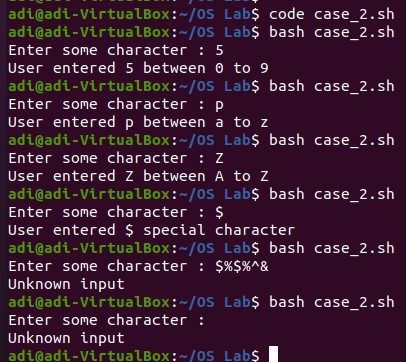 adi@adi-VirtualBox:~/OS Lab$ code case_2.sh
adi@adi-VirtualBox:~/OS Lab$ bash case_2.sh
Enter some character : 5
User entered 5 between 0 to 9
adi@adi-VirtualBox:~/OS Lab$ bash case_2.sh
Enter some character : p
User entered p between a to z
adi@adi-VirtualBox:~/OS Lab$ bash case_2.sh
Enter some character : Z
User entered Z between A to Z
adi@adi-VirtualBox:~/OS Lab$ bash case_2.sh
Enter some character : $
User entered $ special character
adi@adi-VirtualBox:~/OS Lab$ bash case_2.sh
Enter some character : $%$%^&
Unknown input
adi@adi-VirtualBox:~/OS Lab$ bash case_2.sh
Enter some character :
Unknown input
adi@adi-VirtualBox:~/OS Lab$